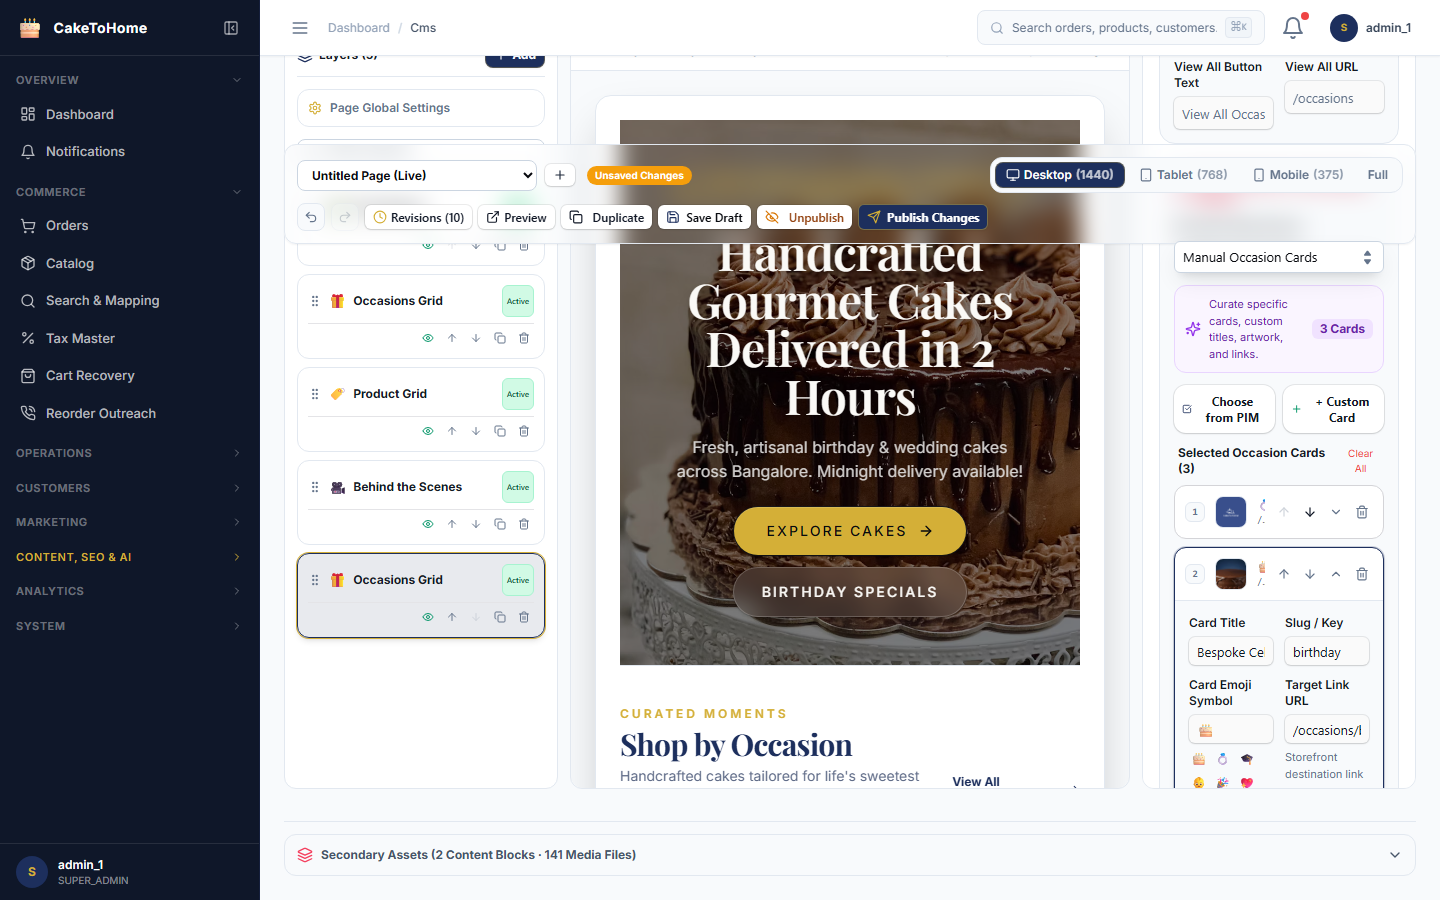 CakeToHome
OVERVIEW
Dashboard
Notifications
COMMERCE
Orders
Catalog
Search & Mapping
Tax Master
Cart Recovery
Reorder Outreach
OPERATIONS
CUSTOMERS
MARKETING
CONTENT, SEO & AI
ANALYTICS
SYSTEM
S
admin_1
SUPER_ADMIN
Dashboard / Cms
Search orders, products, customers.
⌘K
S
admin_1
Layers (5)
Add
Page Global Settings
Untitled Page (Live)
Unsaved Changes
Desktop (1440)
Tablet (768)
Mobile (375)
Full
Revisions (10)
Preview
Duplicate
Save Draft
Unpublish
Publish Changes
Occasions Grid
Active
Product Grid
Active
Behind the Scenes
Active
Occasions Grid
Active
Handcrafted
Gourmet Cakes
Delivered in 2
Hours
Fresh, artisanal birthday & wedding cakes
across Bangalore. Midnight delivery available!
EXPLORE CAKES
BIRTHDAY SPECIALS
CURATED MOMENTS
Shop by Occasion
Handcrafted cakes tailored for life's sweetest
View All
View All Button
Text
View All Occas
View All URL
/occasions
Manual Occasion Cards
Curate specific
cards, custom
titles, artwork,
and links.
3 Cards
Choose
from PIM
+ Custom
Card
Selected Occasion Cards
(3)
Clear
All
1
/.
2
/.
Card Title
Bespoke Cel
Slug / Key
birthday
Card Emoji
Symbol
Target Link
URL
/occasions/b
Storefront
destination link
Secondary Assets (2 Content Blocks · 141 Media Files)